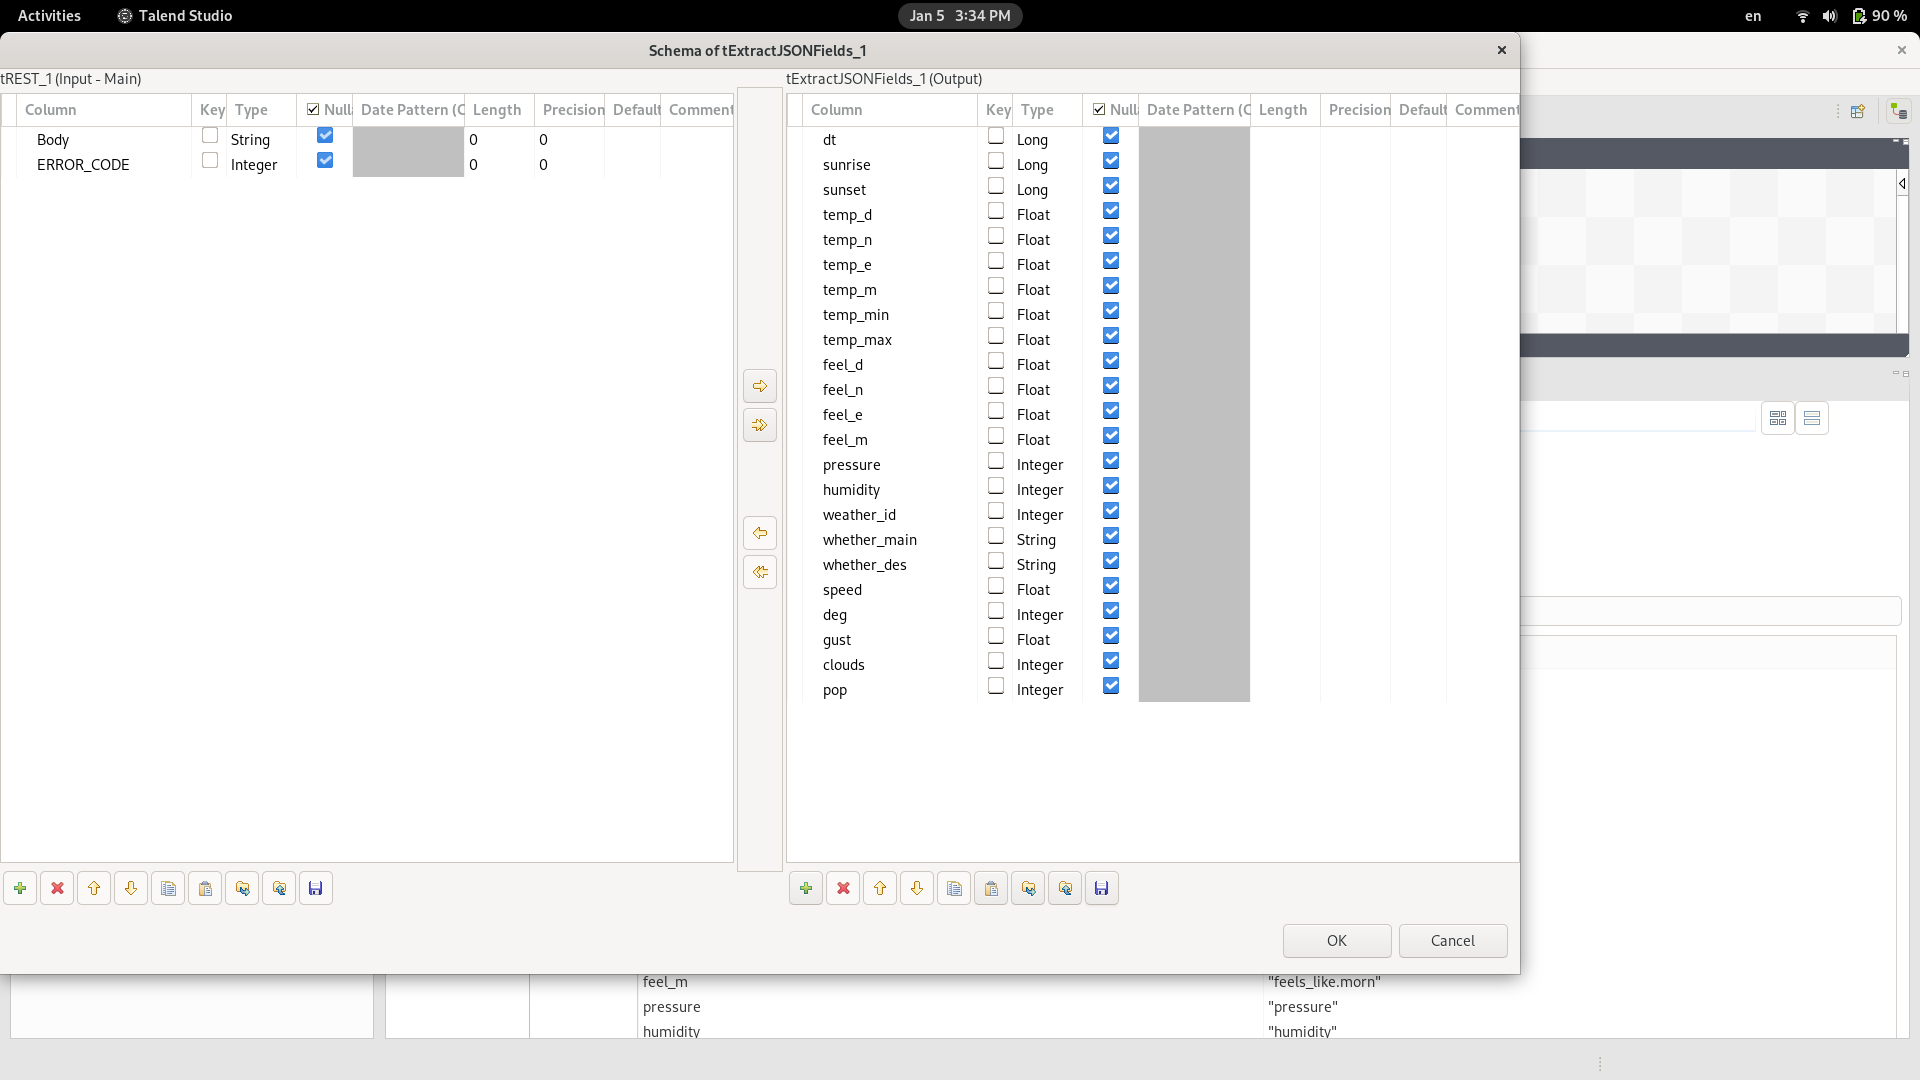 Activities Talend Studio Jan 5 3:34 PM en 90 %
Schema of tExtractJSONFields_1
tREST_1 (Input - Main)
Column Key Type Null Date Pattern (C Length Precision Default Comment
Body String 0 0
ERROR_CODE Integer 0 0
tExtractJSONFields_1 (Output)
Column Key Type Null Date Pattern (C Length Precision Default Comment
dt Long
sunrise Long
sunset Long
temp_d Float
temp_n Float
temp_e Float
temp_m Float
temp_min Float
temp_max Float
feel_d Float
feel_n Float
feel_e Float
feel_m Float
pressure Integer
humidity Integer
weather_id Integer
whether_main String
whether_des String
speed Float
deg Integer
gust Float
clouds Integer
pop Integer
OK Cancel
feel_m "feels_like.morn"
pressure "pressure"
humidity "humidity"